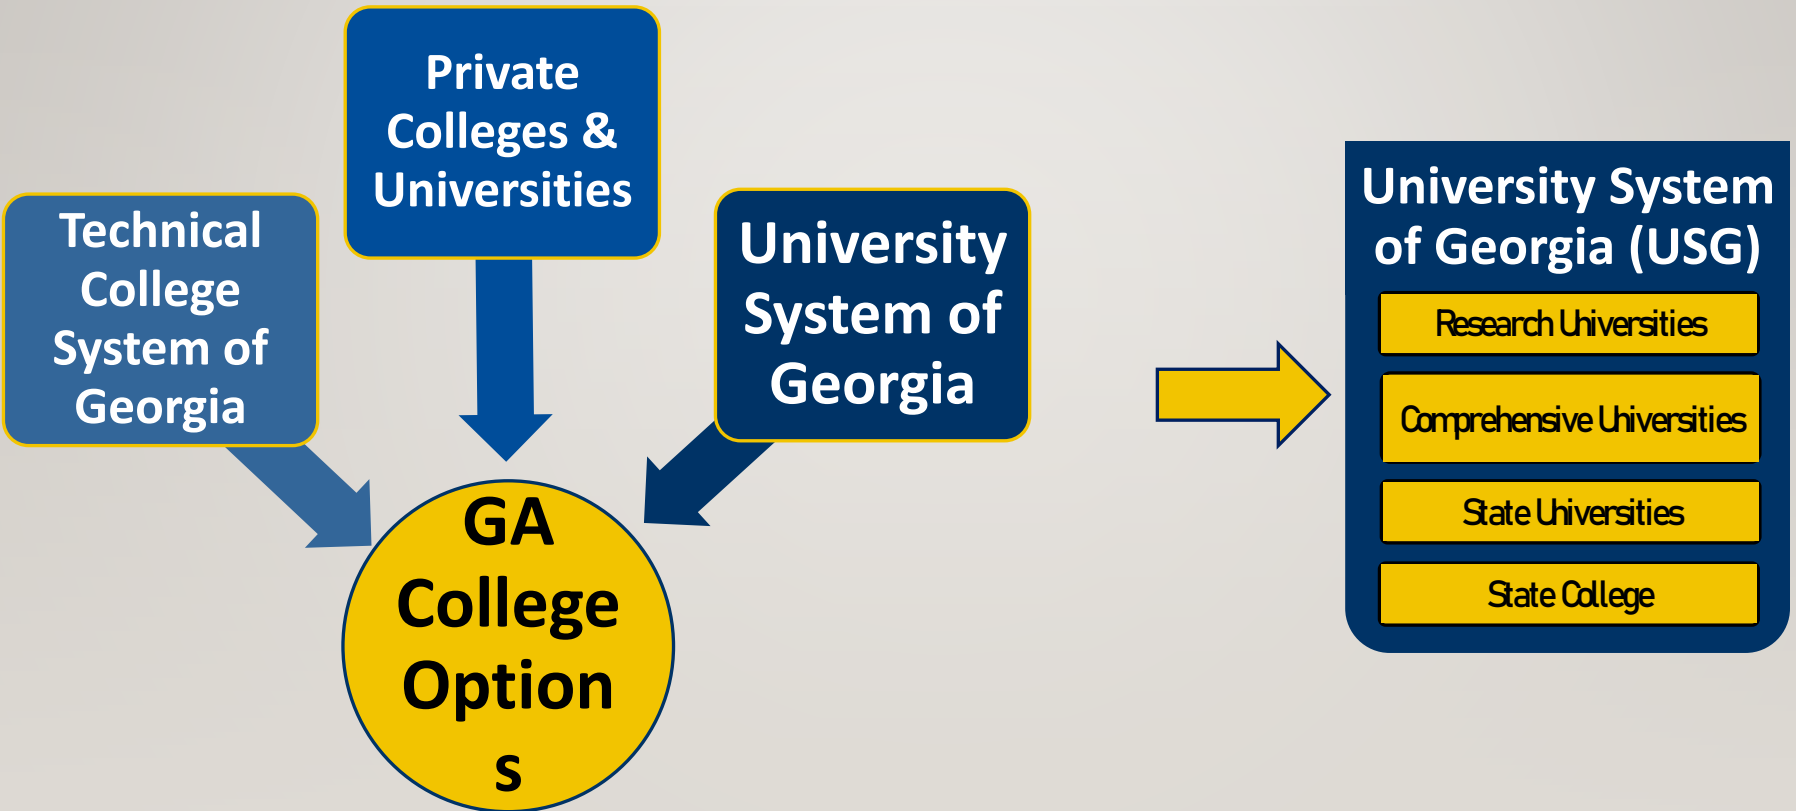 Technical
College
System of
Georgia
Private
Colleges &
Universities
University
System of
Georgia
GA
College
Option
s
University System
of Georgia (USG)
Research Universities
Comprehensive Universities
State Universities
State College